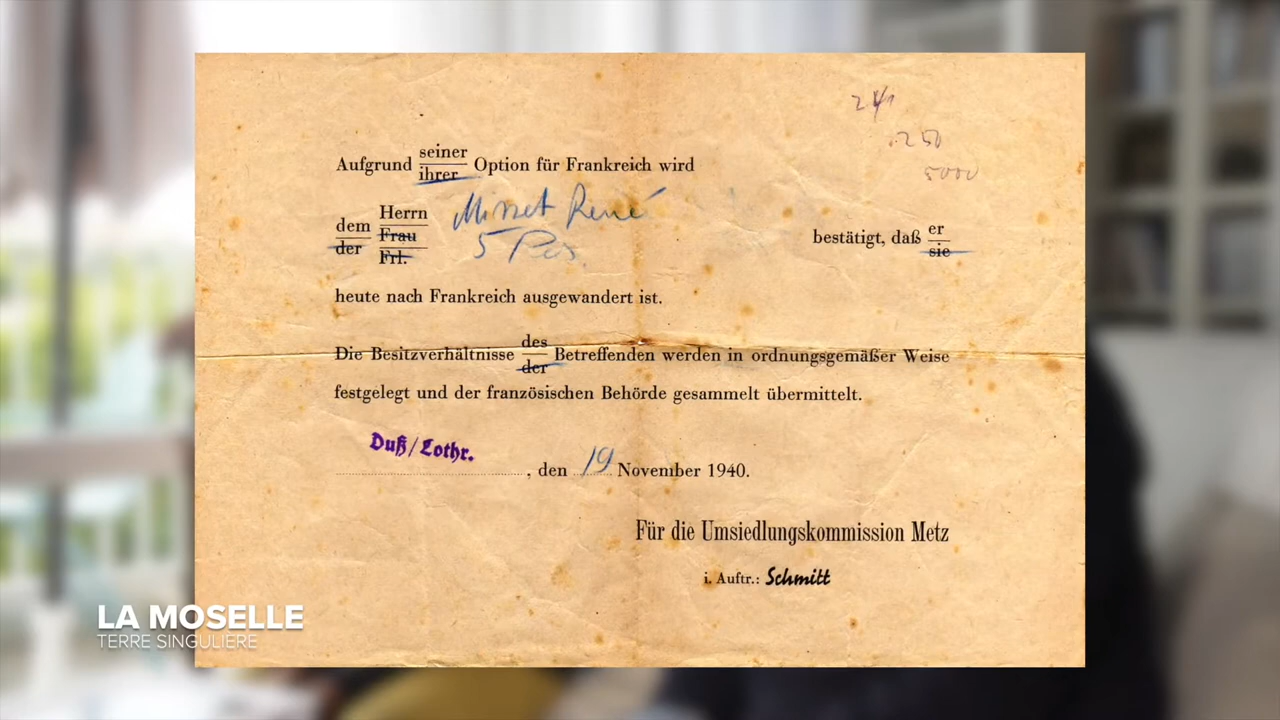 24
250
5000
Aufgrund seiner Option für Frankreich wird
ihrer
dem Herrn Minet René
der Frau 5 Pers. bestätigt, daß er
Frl. sie
heute nach Frankreich ausgewandert ist.
Die Besitzverhältnisse des Betreffenden werden in ordnungsgemäßer Weise
der
festgelegt und der französischen Behörde gesammelt übermittelt.
Duß/Lothr., den 19 November 1940.
Für die Umsiedlungskommission Metz
i. Auftr.: Schmitt
LA MOSELLE
TERRE SINGULIERE